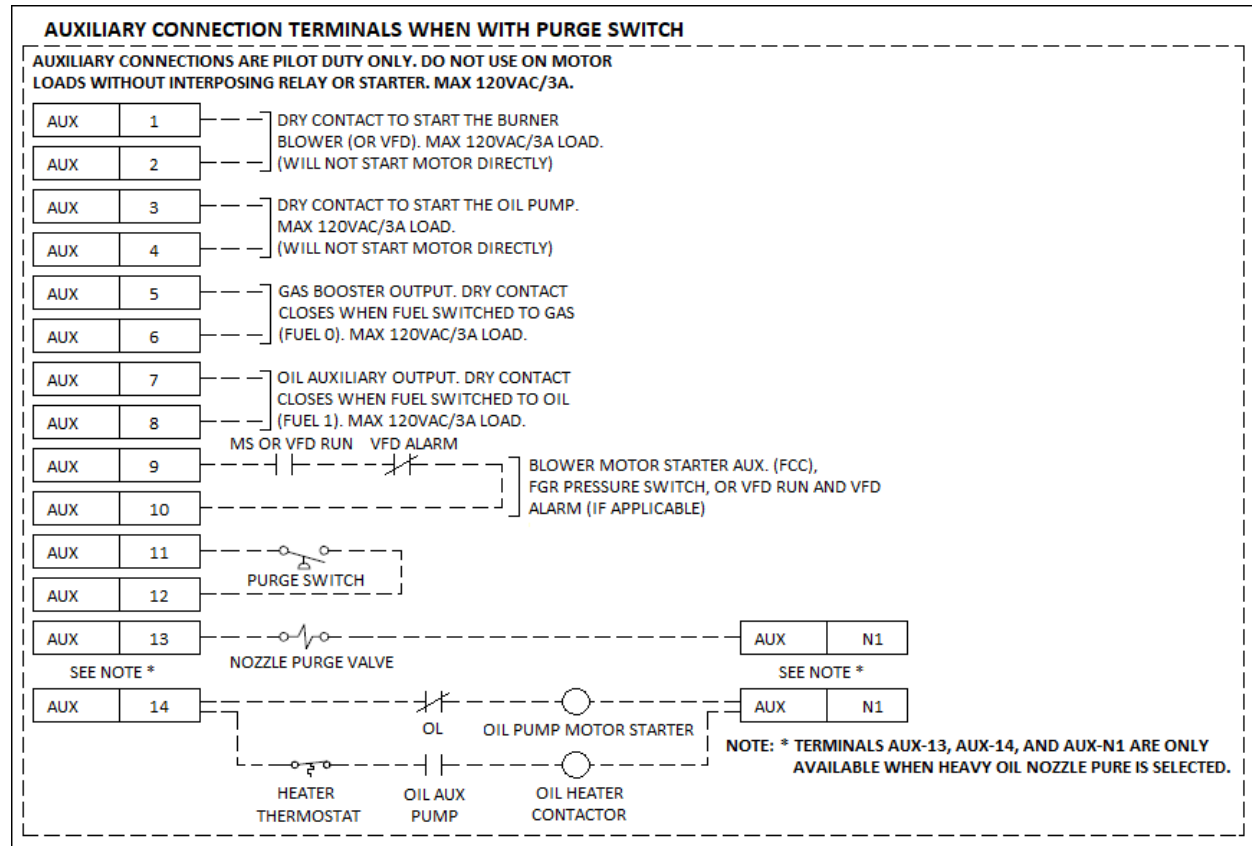 AUXILIARY CONNECTION TERMINALS WHEN WITH PURGE SWITCH
AUXILIARY CONNECTIONS ARE PILOT DUTY ONLY. DO NOT USE ON MOTOR
LOADS WITHOUT INTERPOSING RELAY OR STARTER. MAX 120VAC/3A.
AUX 1
DRY CONTACT TO START THE BURNER
BLOWER (OR VFD). MAX 120VAC/3A LOAD.
AUX 2
(WILL NOT START MOTOR DIRECTLY)
AUX 3
DRY CONTACT TO START THE OIL PUMP.
MAX 120VAC/3A LOAD.
AUX 4
(WILL NOT START MOTOR DIRECTLY)
AUX 5
GAS BOOSTER OUTPUT. DRY CONTACT
CLOSES WHEN FUEL SWITCHED TO GAS
AUX 6
(FUEL 0). MAX 120VAC/3A LOAD.
AUX 7
OIL AUXILIARY OUTPUT. DRY CONTACT
CLOSES WHEN FUEL SWITCHED TO OIL
AUX 8
(FUEL 1). MAX 120VAC/3A LOAD.
MS OR VFD RUN VFD ALARM
AUX 9
BLOWER MOTOR STARTER AUX. (FCC),
FGR PRESSURE SWITCH, OR VFD RUN AND VFD
AUX 10
ALARM (IF APPLICABLE)
AUX 11
PURGE SWITCH
AUX 12
AUX 13
AUX N1
NOZZLE PURGE VALVE
SEE NOTE *
SEE NOTE *
AUX 14
AUX N1
OL OIL PUMP MOTOR STARTER
NOTE: * TERMINALS AUX-13, AUX-14, AND AUX-N1 ARE ONLY
AVAILABLE WHEN HEAVY OIL NOZZLE PURE IS SELECTED.
HEATER
THERMOSTAT
OIL AUX
PUMP
OIL HEATER
CONTACTOR